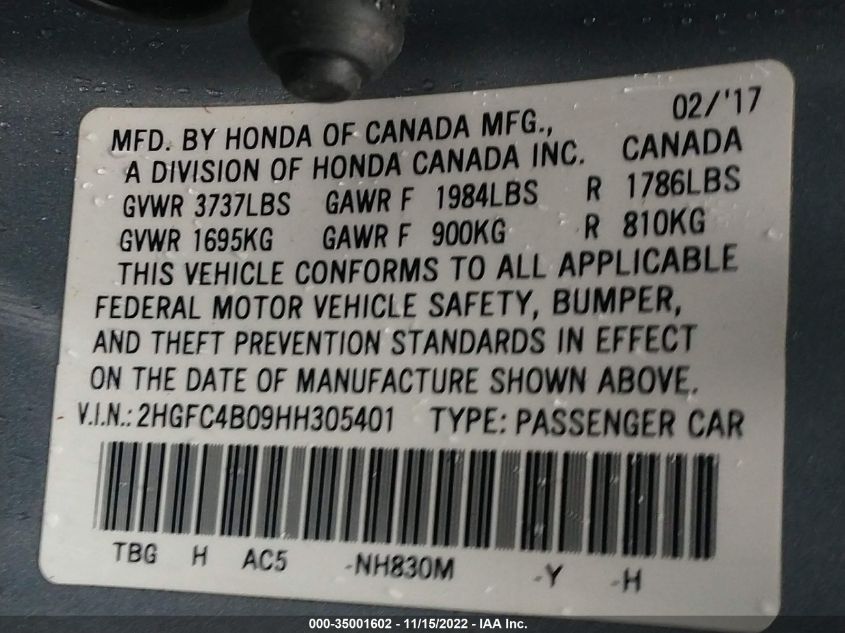 02/'17
MFD. BY HONDA OF CANADA MFG.,
A DIVISION OF HONDA CANADA INC. CANADA
GVWR 3737LBS GAWR F 1984LBS R 1786LBS
GVWR 1695KG GAWR F 900KG R 810KG
THIS VEHICLE CONFORMS TO ALL APPLICABLE
FEDERAL MOTOR VEHICLE SAFETY, BUMPER,
AND THEFT PREVENTION STANDARDS IN EFFECT
ON THE DATE OF MANUFACTURE SHOWN ABOVE.
V.I.N.: 2HGFC4B09HH305401 TYPE: PASSENGER CAR
TBG H AC5 -NH830M -Y -H
000-35001602 - 11/15/2022 - IAA Inc.